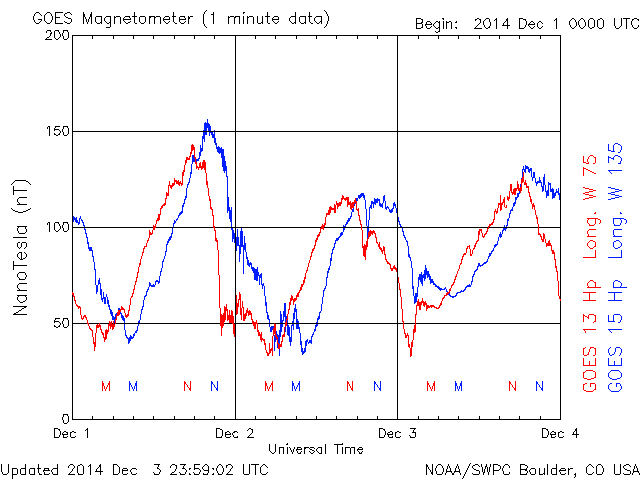 GOES Magnetometer (1 minute data)
Begin: 2014 Dec 1 0000 UTC
200
150
100
50
0
NanoTesla (nT)
M M N N M M N N M M N N
Dec 1 Dec 2 Dec 3 Dec 4
Universal Time
GOES 13 Hp Long. W 75
GOES 15 Hp Long. W 135
Updated 2014 Dec 3 23:59:02 UTC
NOAA/SWPC Boulder, CO USA